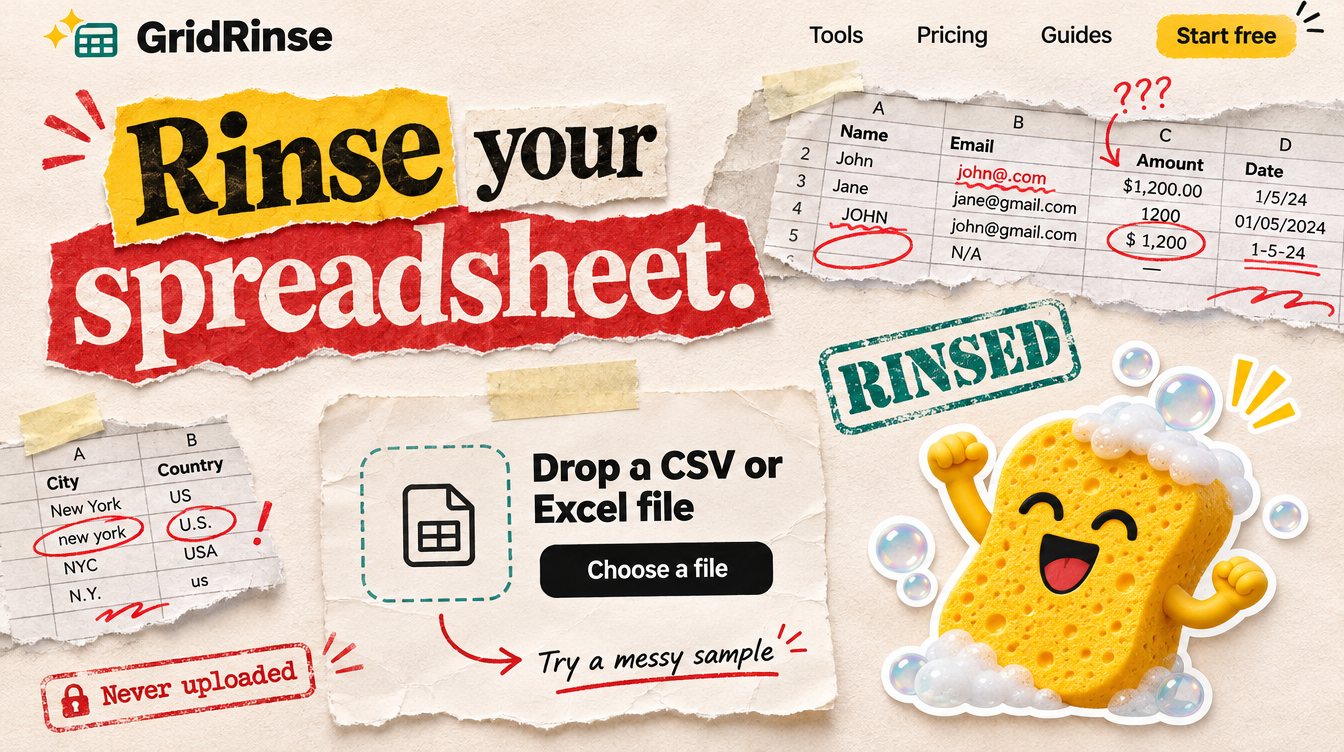 GridRinse
Tools Pricing Guides Start free
Rinse your
spreadsheet.
???
A B C D
Name Email Amount Date
2 John john@.com $1,200.00 1/5/24
3 Jane jane@gmail.com 1200 01/05/2024
4 JOHN john@gmail.com $ 1,200 1-5-24
5 N/A —
RINSED
A B
City Country
New York US
new york U.S. !
NYC USA
N.Y. us
Drop a CSV or
Excel file
Choose a file
Try a messy sample
Never uploaded